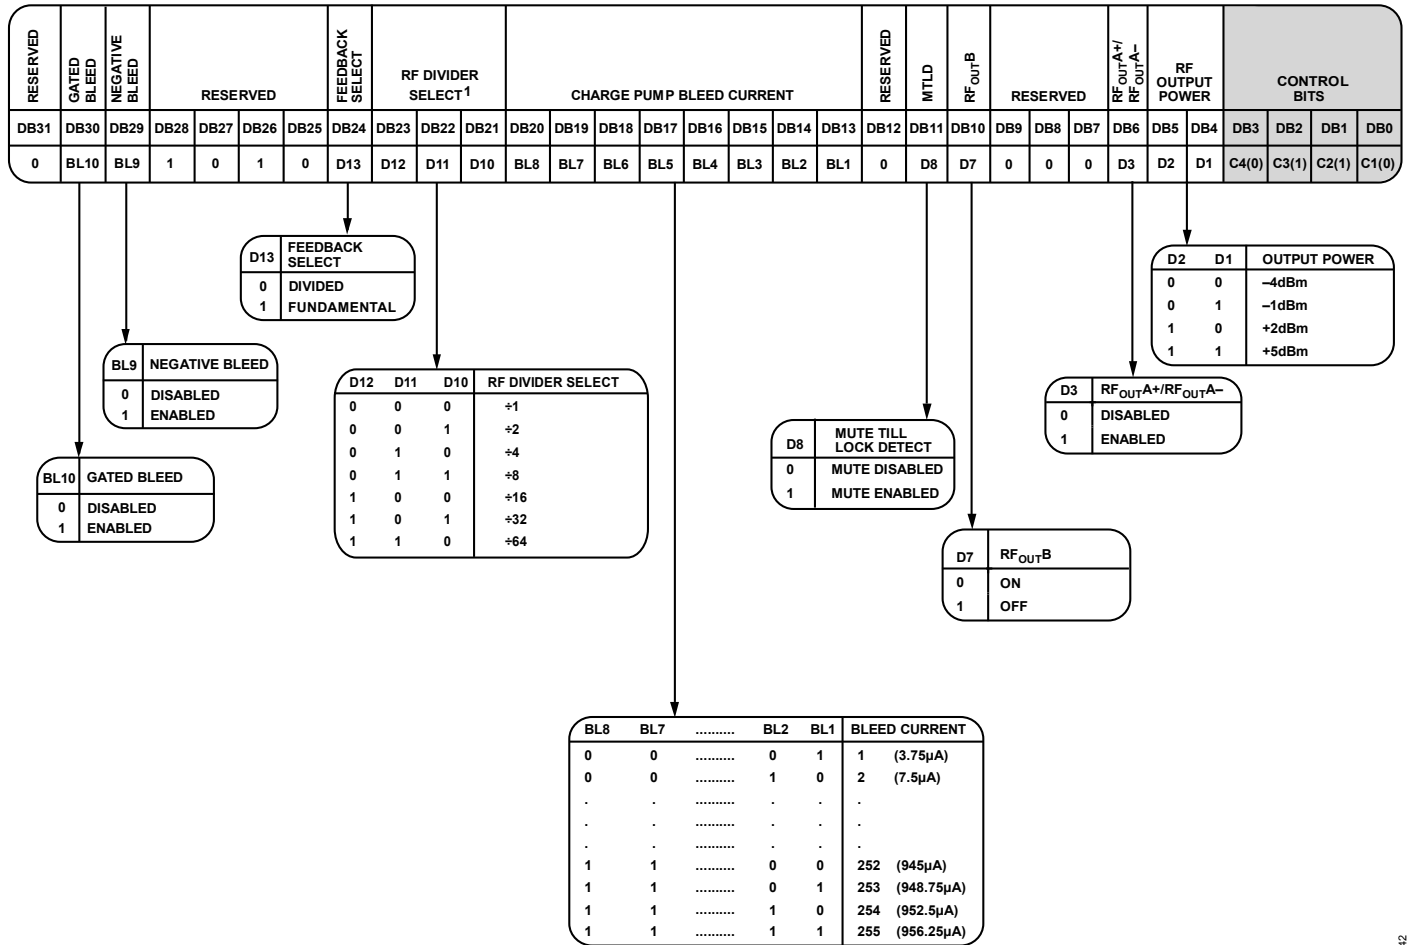 RESERVED
GATED BLEED
NEGATIVE BLEED
RESERVED
FEEDBACK SELECT
RF DIVIDER SELECT1
CHARGE PUMP BLEED CURRENT
RESERVED
MTLD
RFOUTB
RESERVED
RFOUTA+/ RFOUTA–
RF OUTPUT POWER
CONTROL BITS
DB31 DB30 DB29 DB28 DB27 DB26 DB25 DB24 DB23 DB22 DB21 DB20 DB19 DB18 DB17 DB16 DB15 DB14 DB13 DB12 DB11 DB10 DB9 DB8 DB7 DB6 DB5 DB4 DB3 DB2 DB1 DB0
0 BL10 BL9 1 0 1 0 D13 D12 D11 D10 BL8 BL7 BL6 BL5 BL4 BL3 BL2 BL1 0 D8 D7 0 0 0 D3 D2 D1 C4(0) C3(1) C2(1) C1(0)
D13 FEEDBACK SELECT
0 DIVIDED
1 FUNDAMENTAL
D2 D1 OUTPUT POWER
0 0 –4dBm
0 1 –1dBm
1 0 +2dBm
1 1 +5dBm
BL9 NEGATIVE BLEED
0 DISABLED
1 ENABLED
D12 D11 D10 RF DIVIDER SELECT
0 0 0 ÷1
0 0 1 ÷2
0 1 0 ÷4
0 1 1 ÷8
1 0 0 ÷16
1 0 1 ÷32
1 1 0 ÷64
D3 RFOUTA+/RFOUTA–
0 DISABLED
1 ENABLED
D8 MUTE TILL LOCK DETECT
0 MUTE DISABLED
1 MUTE ENABLED
BL10 GATED BLEED
0 DISABLED
1 ENABLED
D7 RFOUTB
0 ON
1 OFF
BL8 BL7 .......... BL2 BL1 BLEED CURRENT
0 0 .......... 0 1 1 (3.75µA)
0 0 .......... 1 0 2 (7.5µA)
. . .......... . . .
. . .......... . . .
. . .......... . . .
1 1 .......... 0 0 252 (945µA)
1 1 .......... 0 1 253 (948.75µA)
1 1 .......... 1 0 254 (952.5µA)
1 1 .......... 1 1 255 (956.25µA)